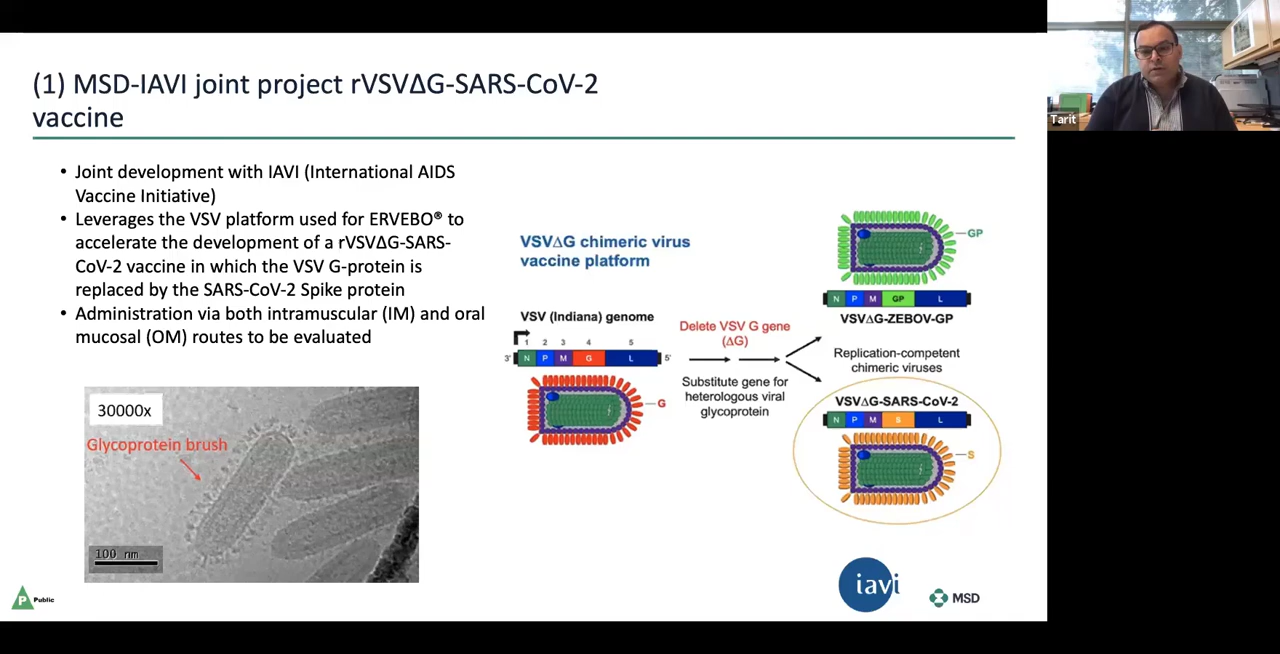 (1) MSD-IAVI joint project rVSVΔG-SARS-CoV-2
vaccine
Tarit
• Joint development with IAVI (International AIDS
Vaccine Initiative)
• Leverages the VSV platform used for ERVEBO® to
accelerate the development of a rVSVΔG-SARS-
CoV-2 vaccine in which the VSV G-protein is
replaced by the SARS-CoV-2 Spike protein
• Administration via both intramuscular (IM) and oral
mucosal (OM) routes to be evaluated
30000x
Glycoprotein brush
100 nm
VSVΔG chimeric virus
vaccine platform
VSV (Indiana) genome
1 2 3 4 5
3' N P M G L 5'
G
Delete VSV G gene
(ΔG)
Substitute gene for
heterologous viral
glycoprotein
GP
N P M GP L
VSVΔG-ZEBOV-GP
Replication-competent
chimeric viruses
VSVΔG-SARS-CoV-2
N P M S L
S
P Public
iavi
MSD